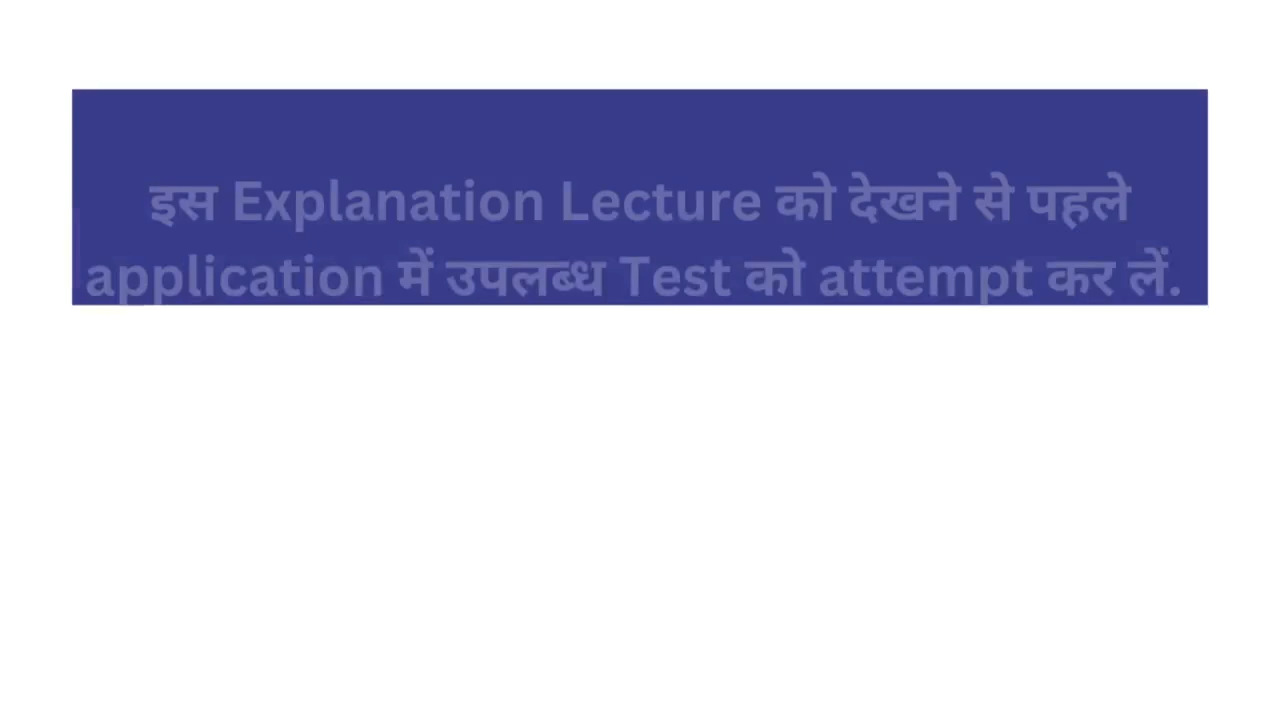 इस Explanation Lecture को देखने से पहले
application में उपलब्ध Test को attempt कर लें.